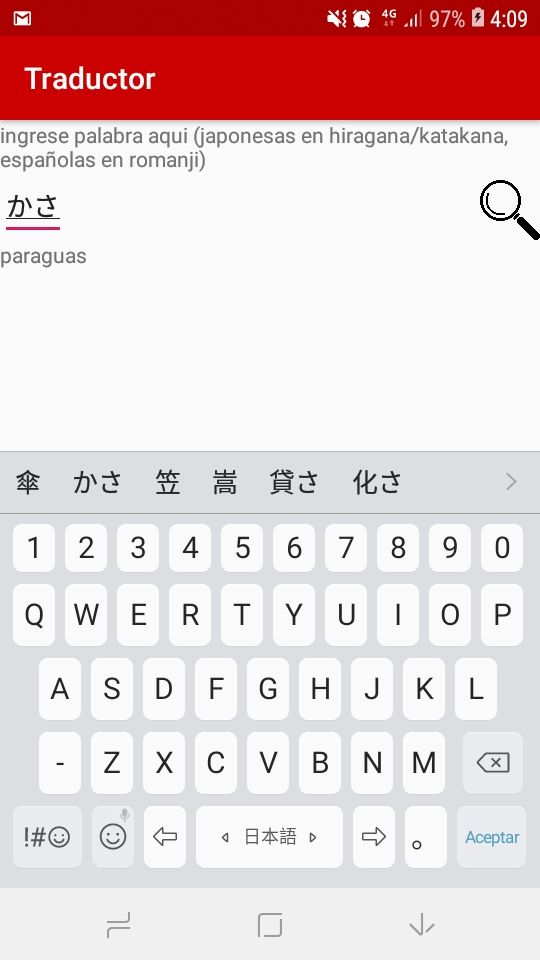 4G 97% 4:09
Traductor
ingrese palabra aqui (japonesas en hiragana/katakana,
españolas en romanji)
かさ
paraguas
傘 かさ 笠 嵩 貸さ 化さ
1 2 3 4 5 6 7 8 9 0
Q W E R T Y U I O P
A S D F G H J K L
- Z X C V B N M
!#☺ 日本語 。 Aceptar